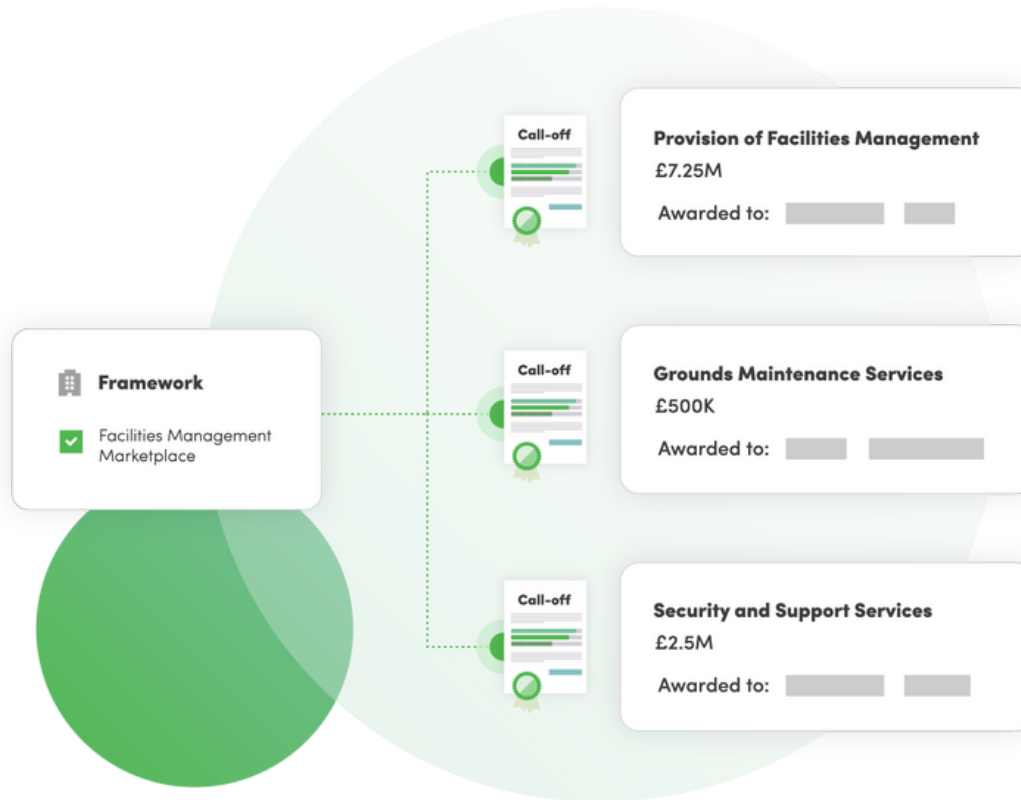 Framework
Facilities Management
Marketplace
Call-off
Provision of Facilities Management
£7.25M
Awarded to:
Call-off
Grounds Maintenance Services
£500K
Awarded to:
Call-off
Security and Support Services
£2.5M
Awarded to: